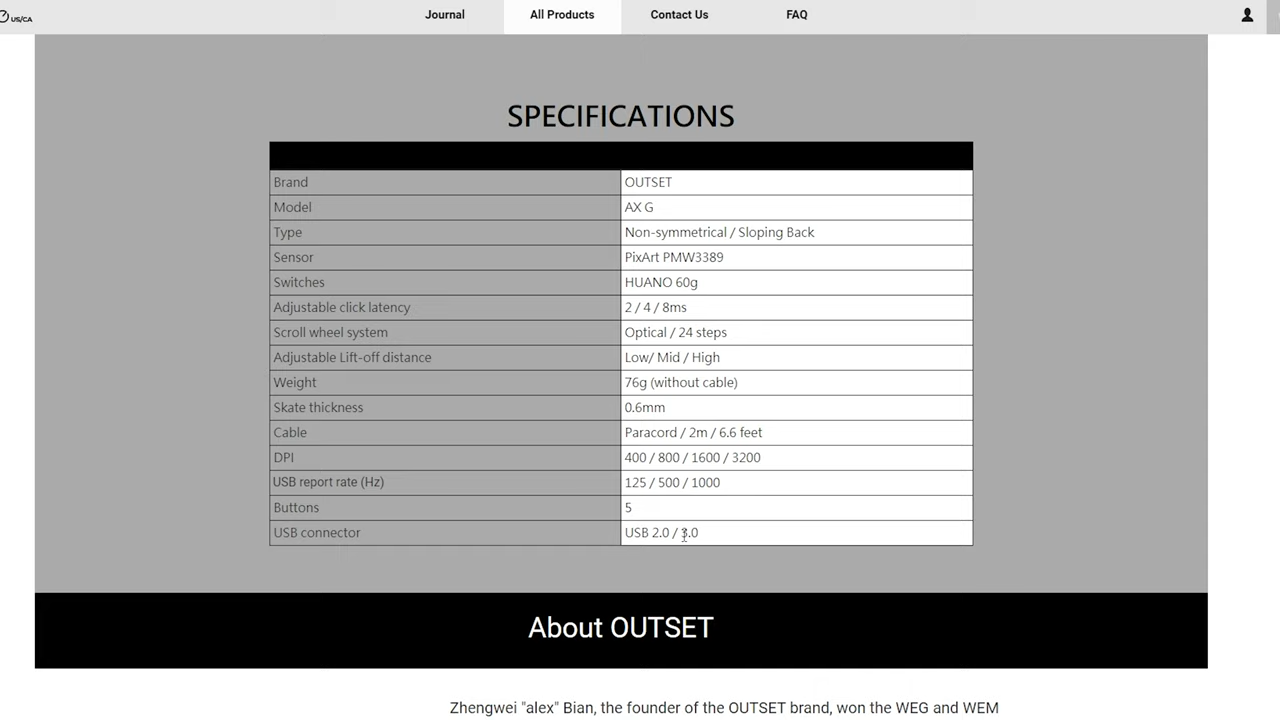 US/CA Journal All Products Contact Us FAQ
SPECIFICATIONS
Brand OUTSET
Model AX G
Type Non-symmetrical / Sloping Back
Sensor PixArt PMW3389
Switches HUANO 60g
Adjustable click latency 2 / 4 / 8ms
Scroll wheel system Optical / 24 steps
Adjustable Lift-off distance Low/ Mid / High
Weight 76g (without cable)
Skate thickness 0.6mm
Cable Paracord / 2m / 6.6 feet
DPI 400 / 800 / 1600 / 3200
USB report rate (Hz) 125 / 500 / 1000
Buttons 5
USB connector USB 2.0 / 3.0
About OUTSET
Zhengwei "alex" Bian, the founder of the OUTSET brand, won the WEG and WEM